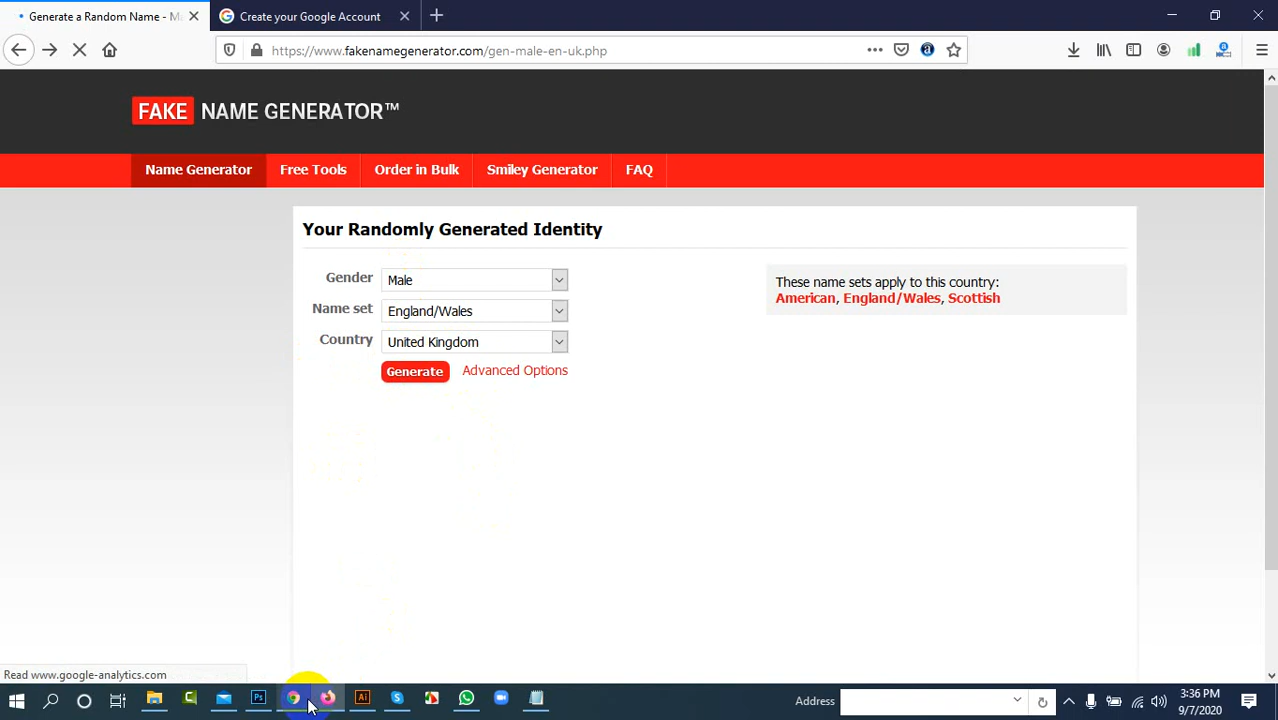 Generate a Random Name - Ma
Create your Google Account
https://www.fakenamegenerator.com/gen-male-en-uk.php
FAKE NAME GENERATOR™
Name Generator
Free Tools
Order in Bulk
Smiley Generator
FAQ
Your Randomly Generated Identity
Gender
Male
These name sets apply to this country:
American, England/Wales, Scottish
Name set
England/Wales
Country
United Kingdom
Generate
Advanced Options
Read www.google-analytics.com
Ps
Ai
Address
3:36 PM
9/7/2020